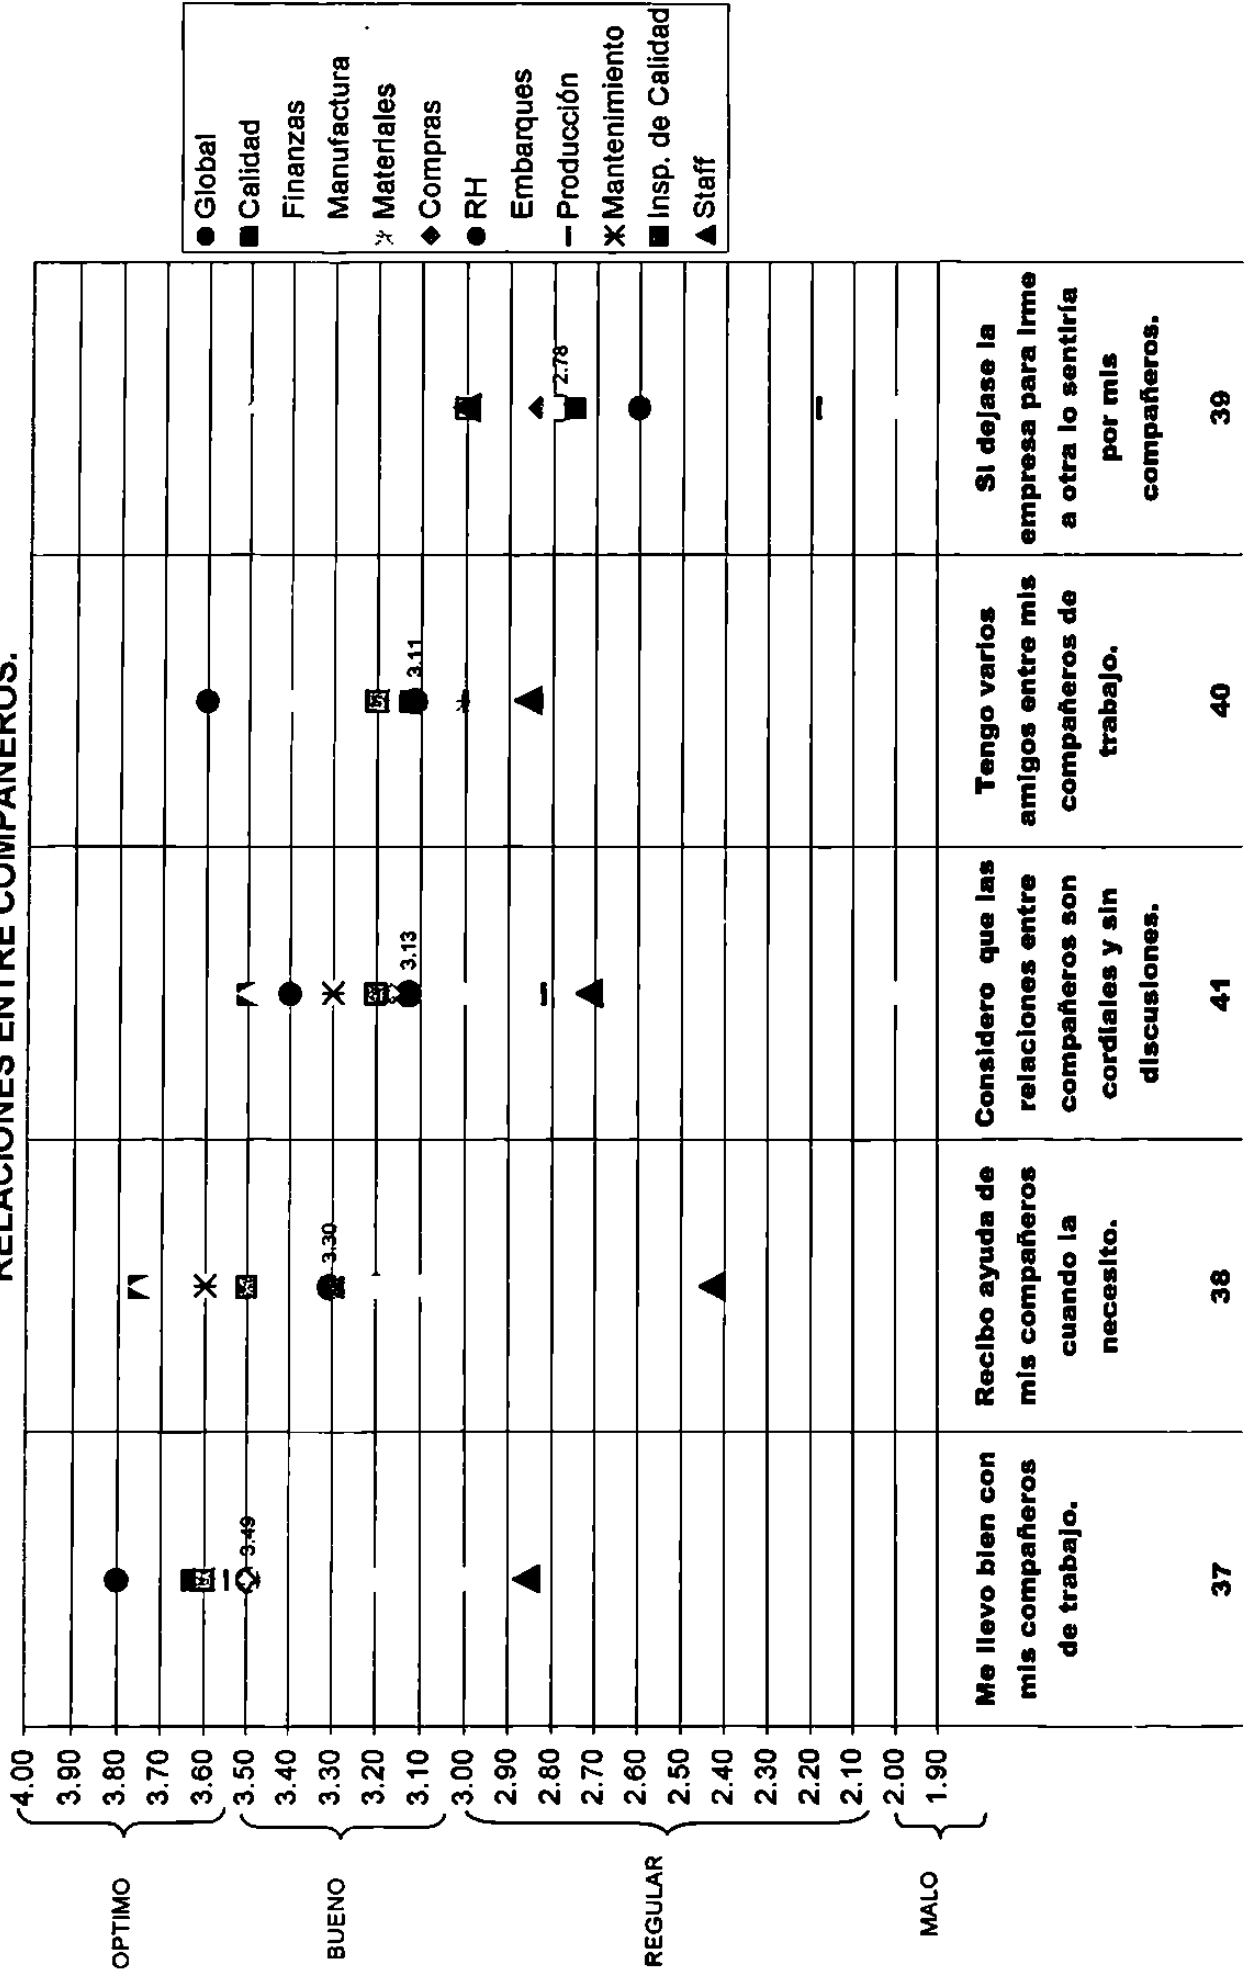 RELACIONES ENTRE COMPAÑEROS.
OPTIMO
BUENO
REGULAR
MALO
4.00
3.90
3.80
3.70
3.60
3.50
3.40
3.30
3.20
3.10
3.00
2.90
2.80
2.70
2.60
2.50
2.40
2.30
2.20
2.10
2.00
1.90
3.49
3.30
3.13
3.11
2.78
Me llevo bien con
mis compañeros
de trabajo.
37
Recibo ayuda de
mis compañeros
cuando la
necesito.
38
Considero que las
relaciones entre
compañeros son
cordiales y sin
discusiones.
41
Tengo varios
amigos entre mis
compañeros de
trabajo.
40
Si dejase la
empresa para irme
a otra lo sentiría
por mis
compañeros.
39
Global
Calidad
Finanzas
Manufactura
Materiales
Compras
RH
Embarques
Producción
Mantenimiento
Insp. de Calidad
Staff